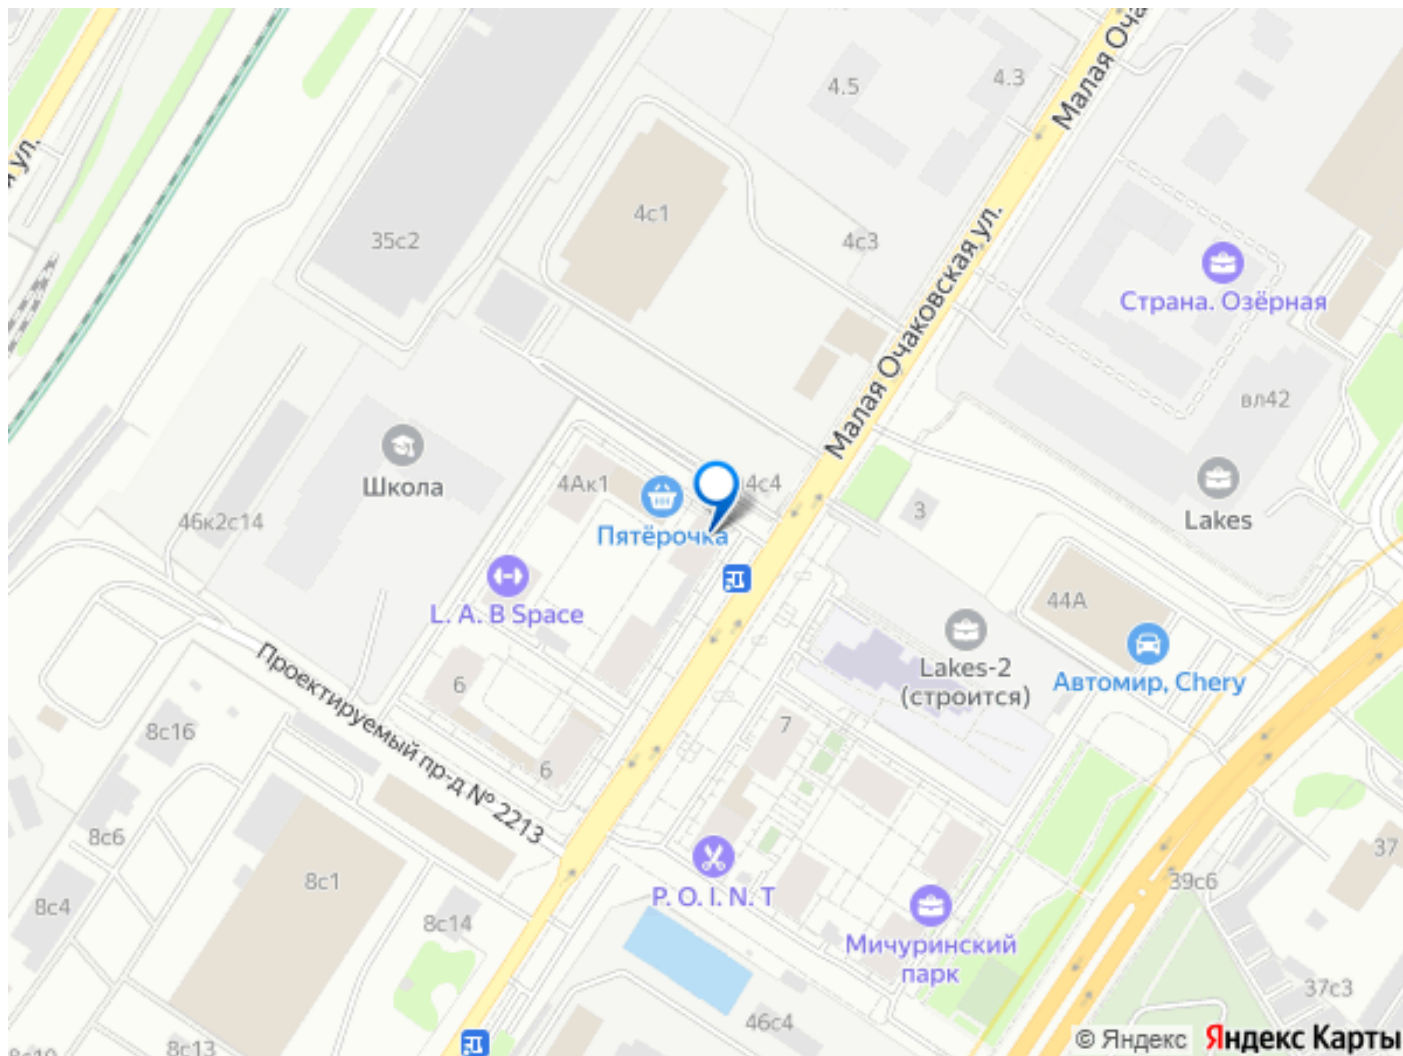 4.5
4.3
Малая Оча
я ул.
4с1
35с2
4с3
Малая Очаковская ул.
Страна. Озёрная
вл42
Школа
4Ак1
4с4
Lakes
46к2с14
3
Пятёрочка
L. A. B Space
44А
Lakes-2
(строится)
Автомир, Chery
Проектируемый пр-д № 2213
6
8с16
7
6
8с6
37
8с1
39с6
P. O. I. N. T
8с4
8с14
Мичуринский
парк
37с3
46с4
8с13
© Яндекс Яндекс Карты